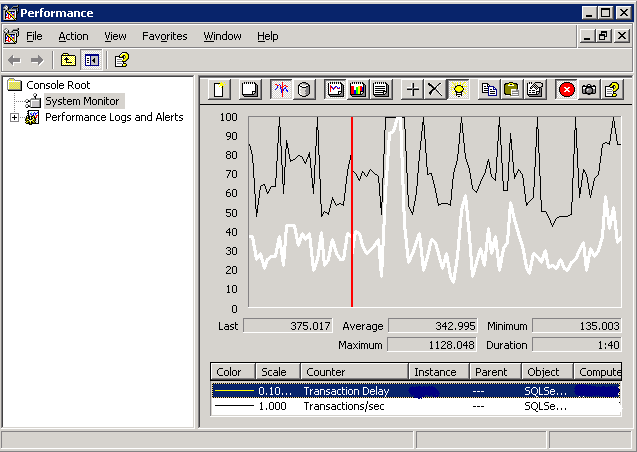 Performance
File Action View Favorites Window Help
Console Root
System Monitor
Performance Logs and Alerts
100
90
80
70
60
50
40
30
20
10
0
Last 375.017 Average 342.995 Minimum 135.003
Maximum 1128.048 Duration 1:40
Color Scale Counter Instance Parent Object Compute
0.10... Transaction Delay --- SQLSe...
1.000 Transactions/sec --- SQLSe...